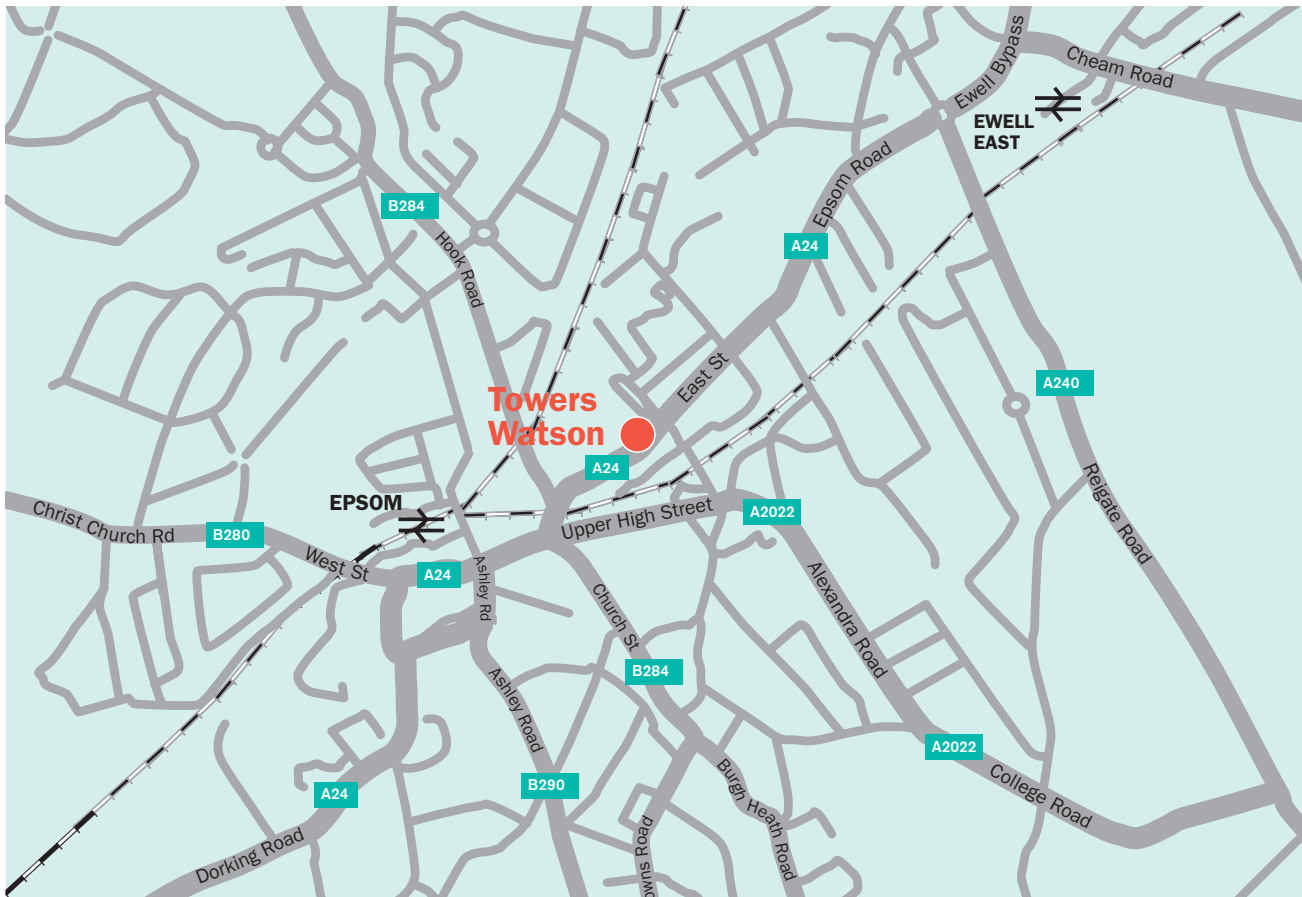 Ewell Bypass
Cheam Road
EWELL
EAST
Epsom Road
B284
A24
Hook Road
East St
A240
Towers
Watson
A24
Reigate Road
EPSOM
Christ Church Rd
B280
Upper High Street
A2022
West St
A24
Ashley Rd
Church St
Alexandra Road
B284
Ashley Road
A2022
B290
Burgh Heath Road
College Road
A24
Dorking Road
Road